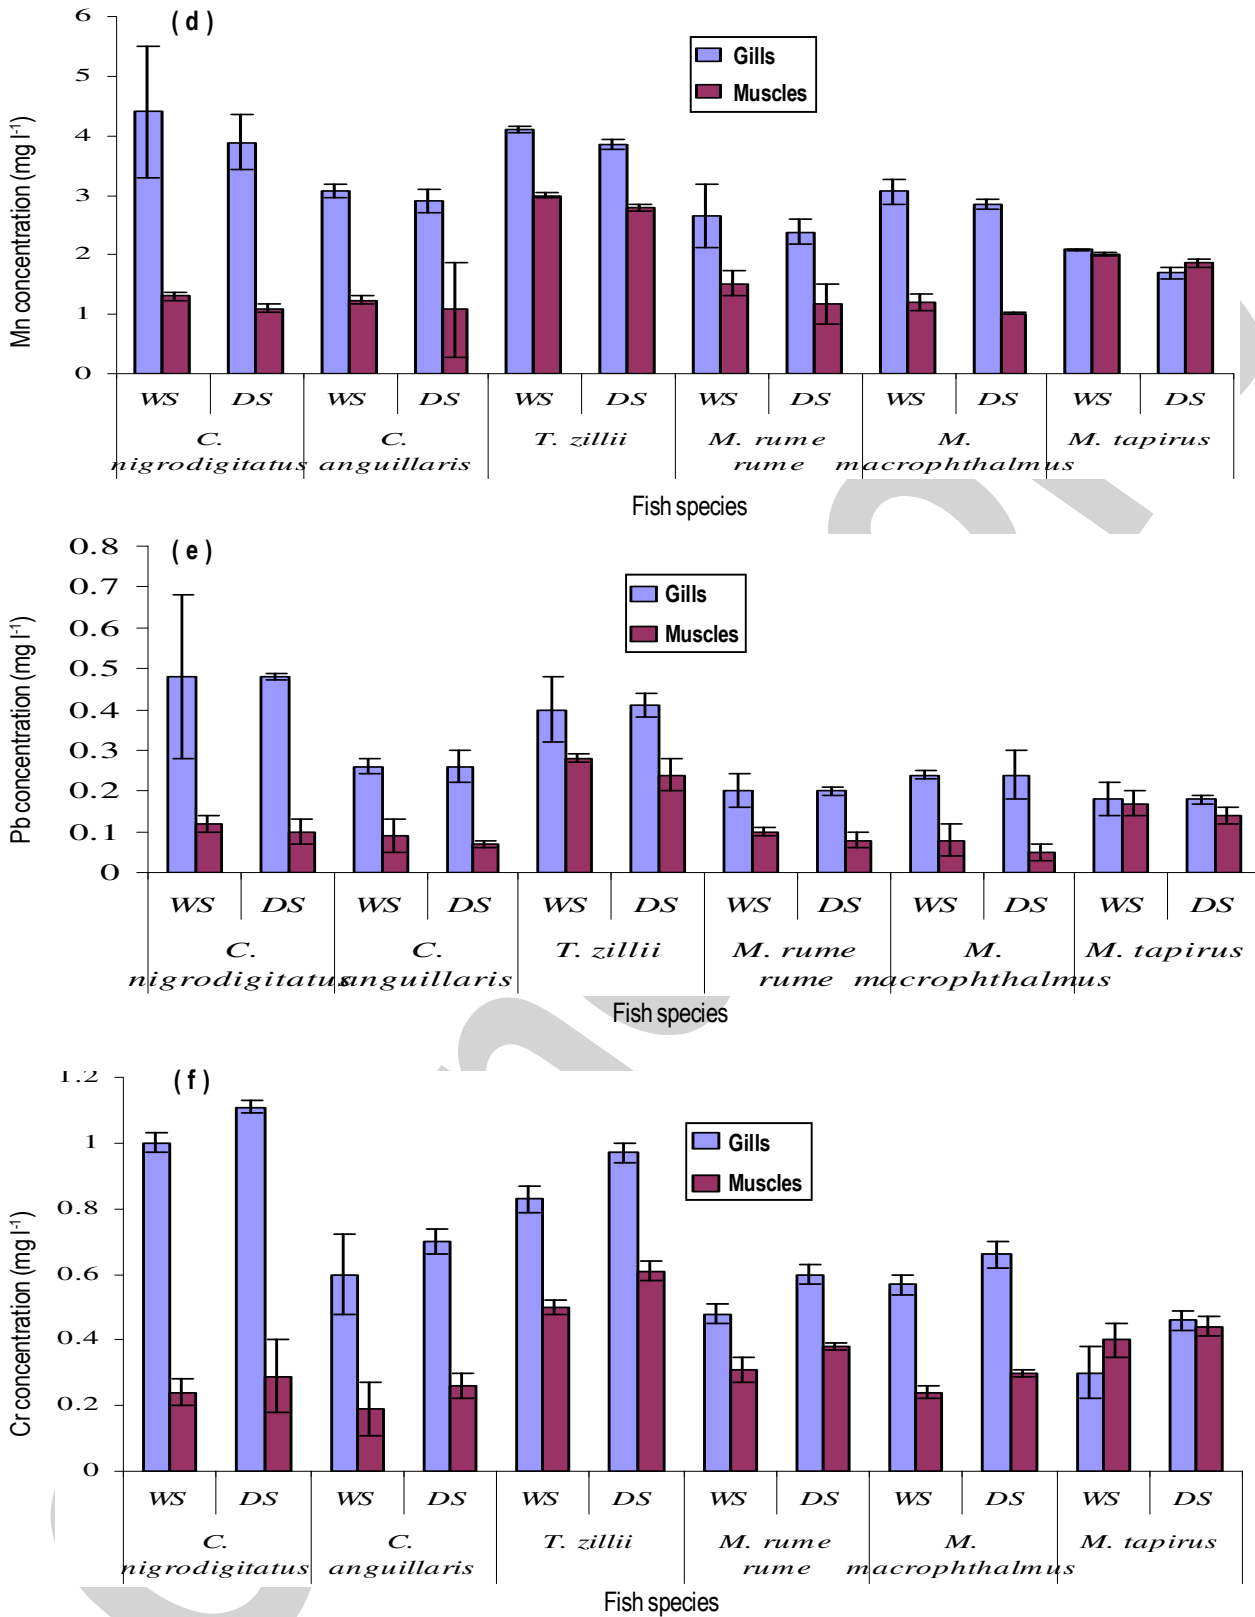 ( d )
6
5
4
3
2
1
0
Mn concentration (mg l-1)
Gills
Muscles
WS DS WS DS WS DS WS DS WS DS WS DS
C. nigrodigitatus C. anguillaris T. zillii M. rume rume M. macrophthalmus M. tapirus
Fish species
( e )
0.8
0.7
0.6
0.5
0.4
0.3
0.2
0.1
0
Pb concentration (mg l-1)
Gills
Muscles
WS DS WS DS WS DS WS DS WS DS WS DS
C. nigrodigitatus C. anguillaris T. zillii M. rume rume M. macrophthalmus M. tapirus
Fish species
( f )
1.2
1
0.8
0.6
0.4
0.2
0
Cr concentration (mg l-1)
Gills
Muscles
WS DS WS DS WS DS WS DS WS DS WS DS
C. nigrodigitatus C. anguillaris T. zillii M. rume rume M. macrophthalmus M. tapirus
Fish species